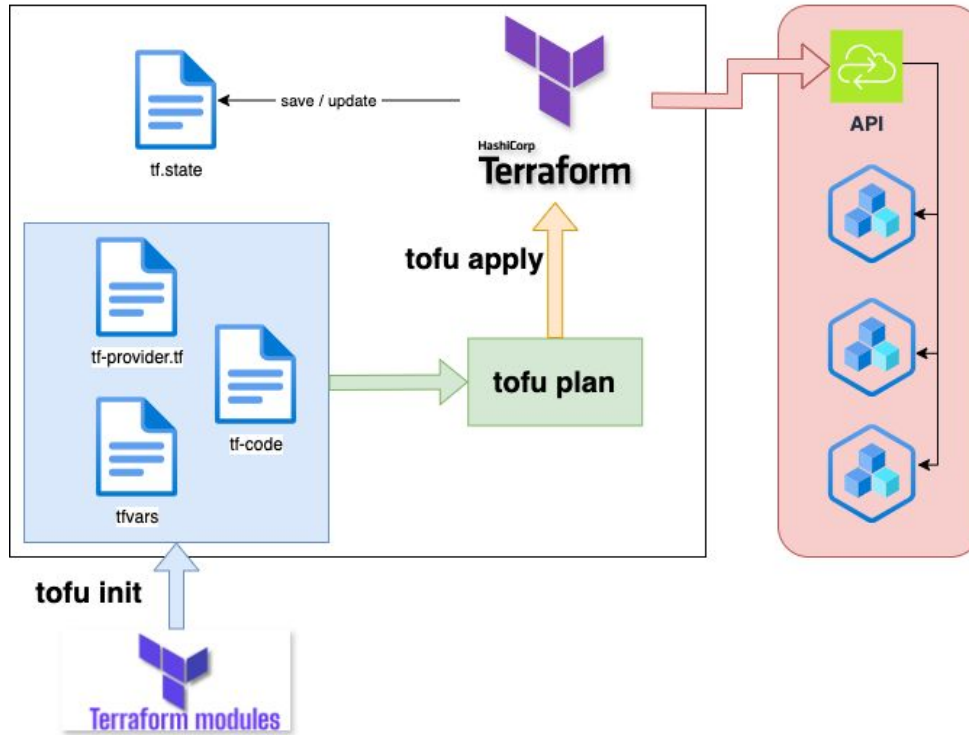 save / update
tf.state
HashiCorp
Terraform
API
tofu apply
tf-provider.tf
tf-code
tofu plan
tfvars
tofu init
Terraform modules